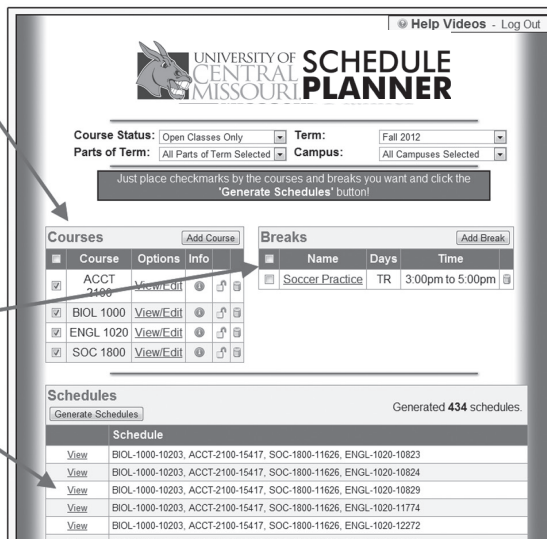 Help Videos - Log Out
UNIVERSITY OF
CENTRAL
MISSOURI.
SCHEDULE
PLANNER
Course Status: Open Classes Only Term: Fall 2012
Parts of Term: All Parts of Term Selected Campus: All Campuses Selected
Just place checkmarks by the courses and breaks you want and click the
'Generate Schedules' button!
Courses Add Course
Course Options Info
ACCT
2100 View/Edit
BIOL 1000 View/Edit
ENGL 1020 View/Edit
SOC 1800 View/Edit
Breaks Add Break
Name Days Time
Soccer Practice TR 3:00pm to 5:00pm
Schedules
Generate Schedules Generated 434 schedules.
Schedule
View BIOL-1000-10203, ACCT-2100-15417, SOC-1800-11626, ENGL-1020-10823
View BIOL-1000-10203, ACCT-2100-15417, SOC-1800-11626, ENGL-1020-10824
View BIOL-1000-10203, ACCT-2100-15417, SOC-1800-11626, ENGL-1020-10829
View BIOL-1000-10203, ACCT-2100-15417, SOC-1800-11626, ENGL-1020-11774
View BIOL-1000-10203, ACCT-2100-15417, SOC-1800-11626, ENGL-1020-12272